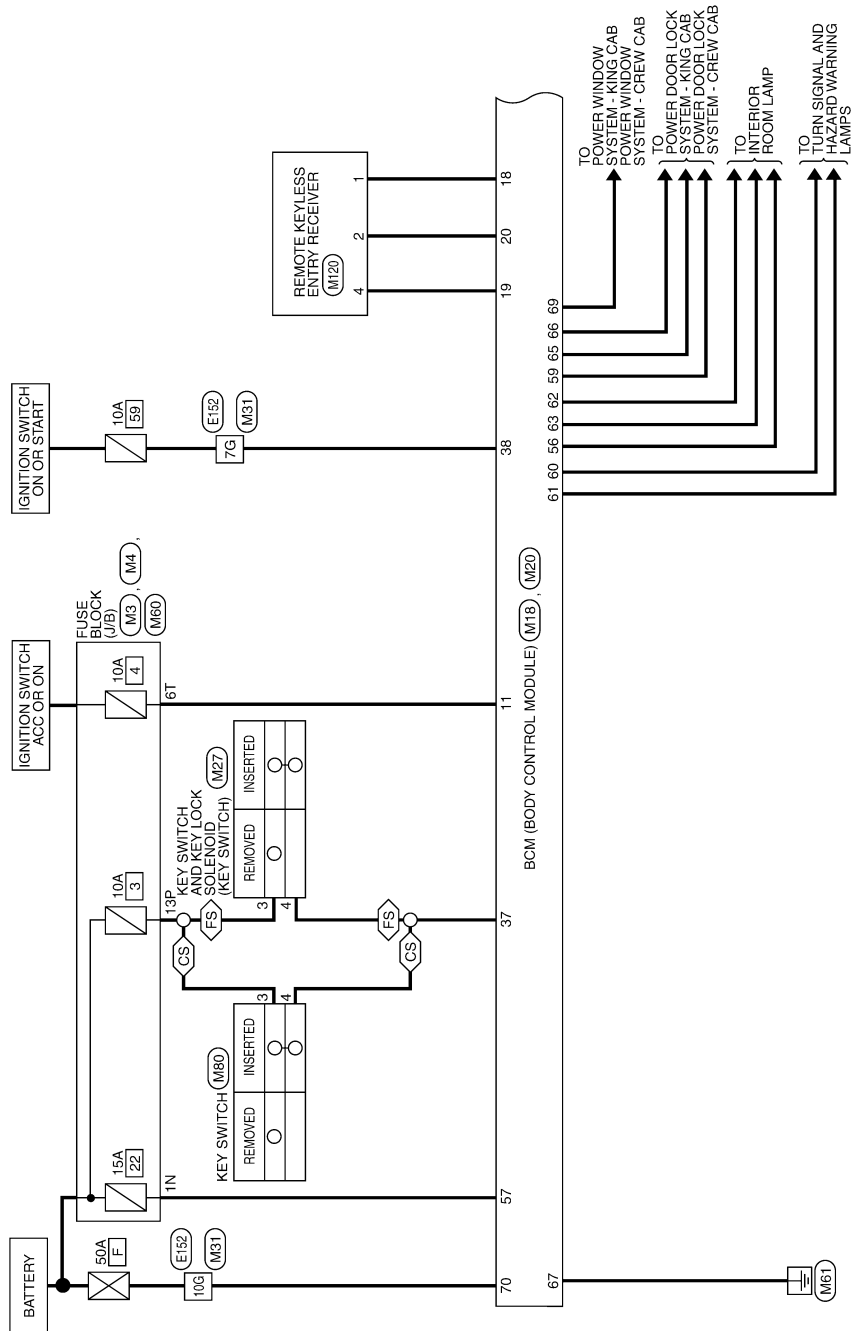 BATTERY
IGNITION SWITCH
ACC OR ON
IGNITION SWITCH
ON OR START
50A
F
15A
22
10A
3
10A
4
FUSE
BLOCK
(J/B)
M3 , M4 ,
M60
10A
59
E152
10G
M31
1N
13P
6T
E152
7G
M31
REMOTE KEYLESS
ENTRY RECEIVER
M120
4
2
1
KEY SWITCH
AND KEY LOCK
SOLENOID
(KEY SWITCH)
M27
CS
FS
KEY SWITCH M80
REMOVED
INSERTED
3
4
REMOVED
INSERTED
3
4
CS
FS
70
57
37
11
38
19
20
18
BCM (BODY CONTROL MODULE) M18 , M20
67
61
60
56
63
62
59
65
66
69
M61
TO
POWER WINDOW
SYSTEM - KING CAB
POWER WINDOW
SYSTEM - CREW CAB
TO
POWER DOOR LOCK
SYSTEM - KING CAB
POWER DOOR LOCK
SYSTEM - CREW CAB
TO
INTERIOR
ROOM LAMP
TO
TURN SIGNAL AND
HAZARD WARNING
LAMPS